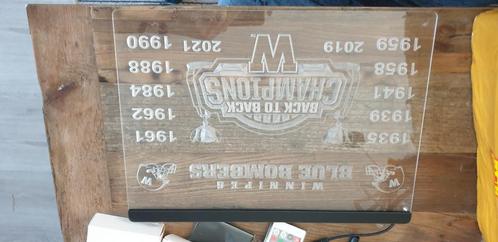 WINNIPEG
BLUE BOMBERS
W
W
1935
1939
1941
1958
1959
2019
BACK TO BACK
CHAMPIONS
W
1961
1962
1984
1988
1990
2021